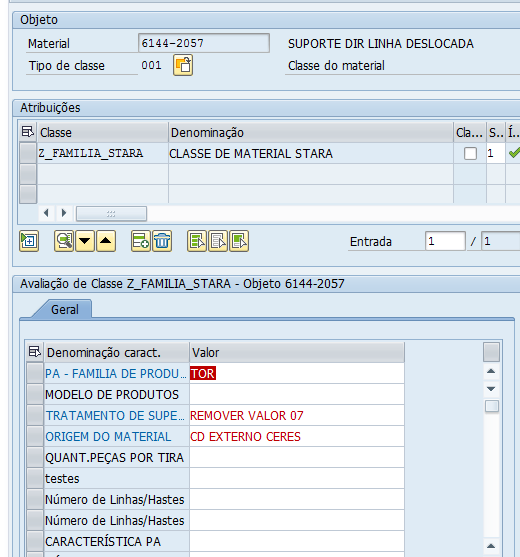 Objeto
Material 6144-2057 SUPORTE DIR LINHA DESLOCADA
Tipo de classe 001 Classe do material
Atribuições
Classe Denominação Cla... S... Í...
Z_FAMILIA_STARA CLASSE DE MATERIAL STARA 1
Entrada 1 / 1
Avaliação de Classe Z_FAMILIA_STARA - Objeto 6144-2057
Geral
Denominação caract. Valor
PA - FAMILIA DE PRODU... TOR
MODELO DE PRODUTOS
TRATAMENTO DE SUPE... REMOVER VALOR 07
ORIGEM DO MATERIAL CD EXTERNO CERES
QUANT.PEÇAS POR TIRA
testes
Número de Linhas/Hastes
Número de Linhas/Hastes
CARACTERÍSTICA PA